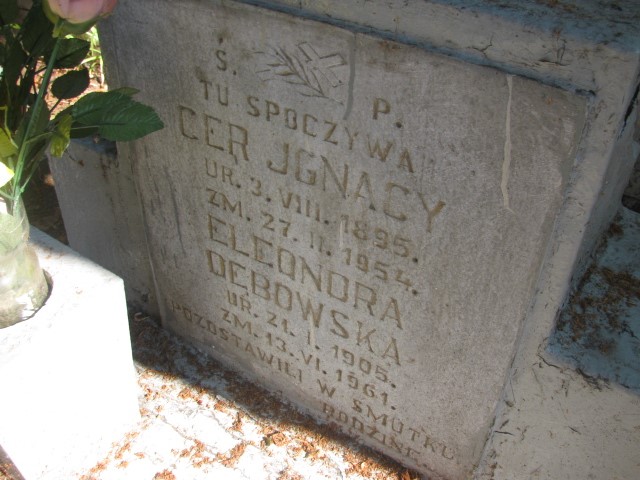 Ś. P.
TU SPOCZYWA
CER JGNACY
UR. 3. VIII. 1895.
ZM. 27. II. 1954.
ELEONORA
DĘBOWSKA
UR. 21. I. 1905.
ZM. 13. VI. 1961.
POZOSTAWILI W SMUTKU
RODZINĘ.